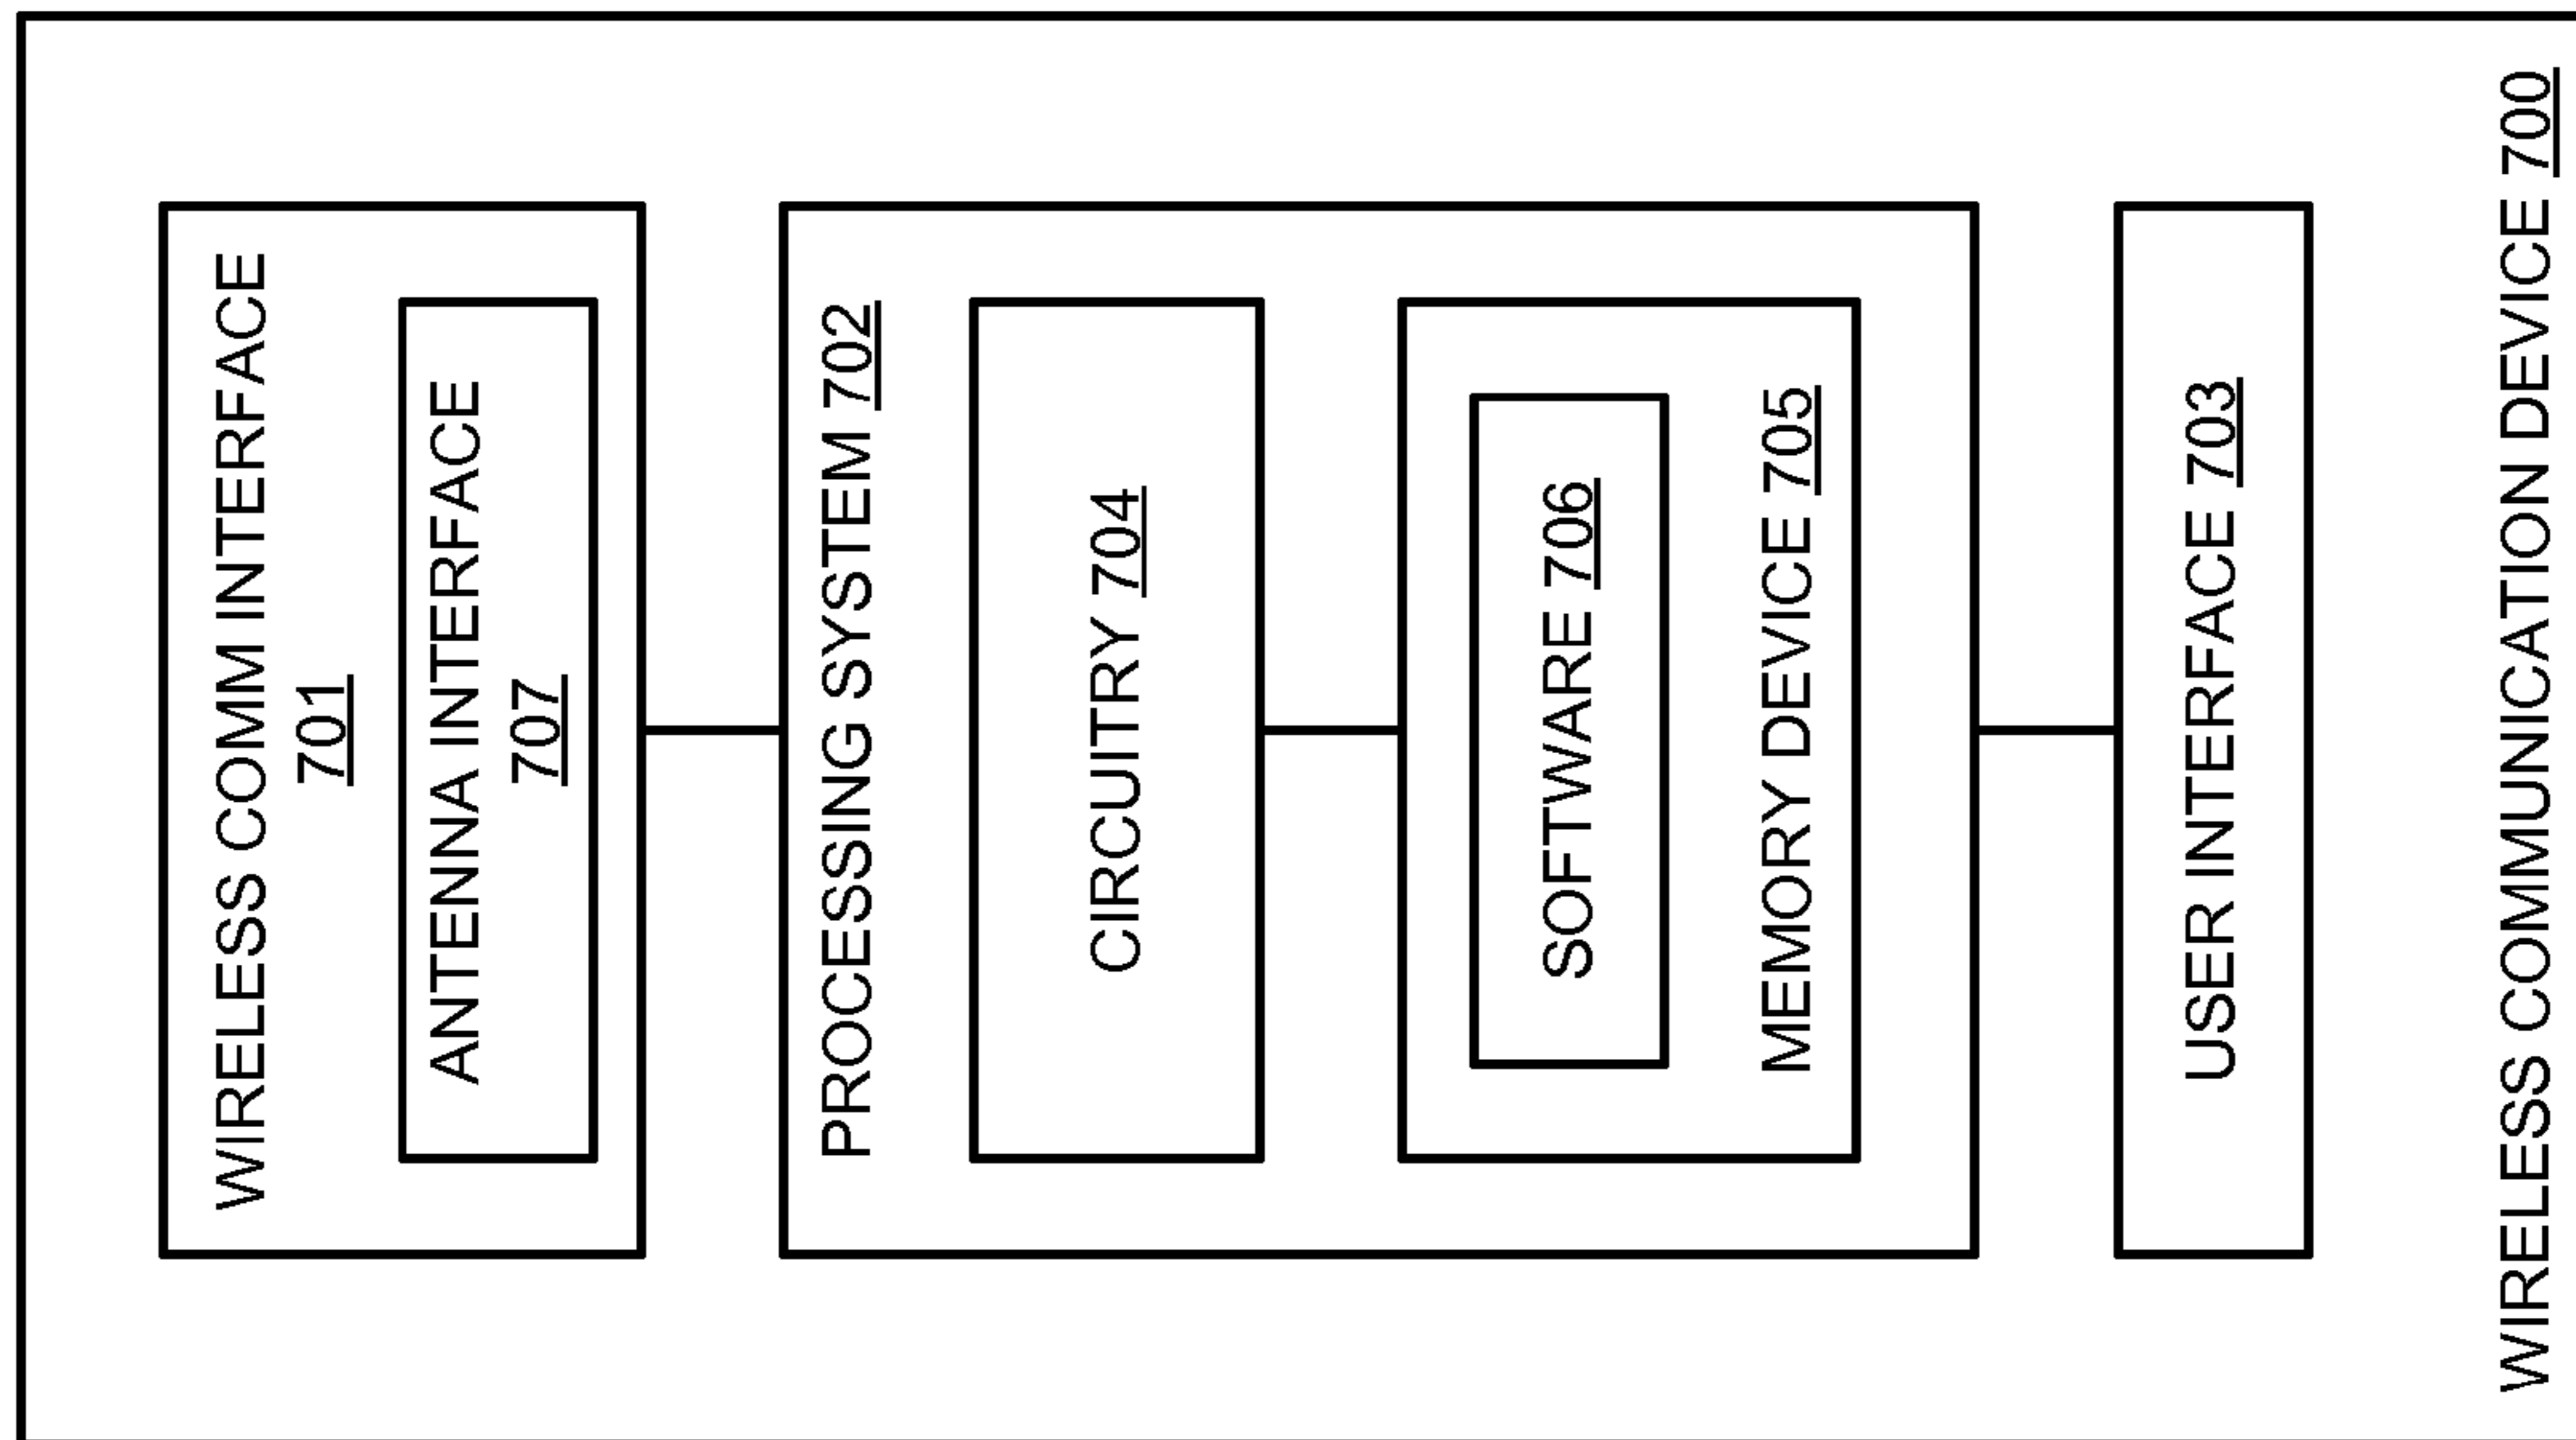 WIRELESS COMM INTERFACE
701
ANTENNA INTERFACE
707
PROCESSING SYSTEM 702
CIRCUITRY 704
SOFTWARE 706
MEMORY DEVICE 705
USER INTERFACE 703
WIRELESS COMMUNICATION DEVICE 700